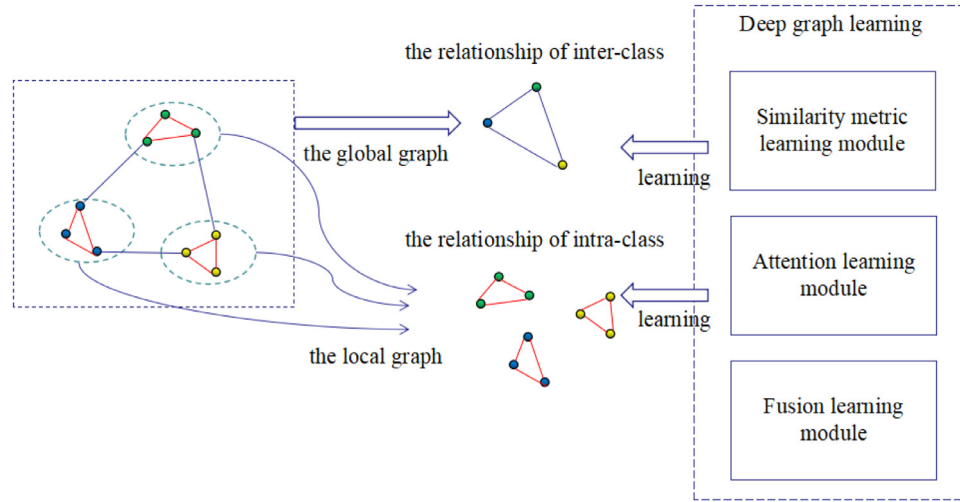 Deep graph learning
the relationship of inter-class
Similarity metric
learning module
the global graph
learning
the relationship of intra-class
Attention learning
module
learning
the local graph
Fusion learning
module